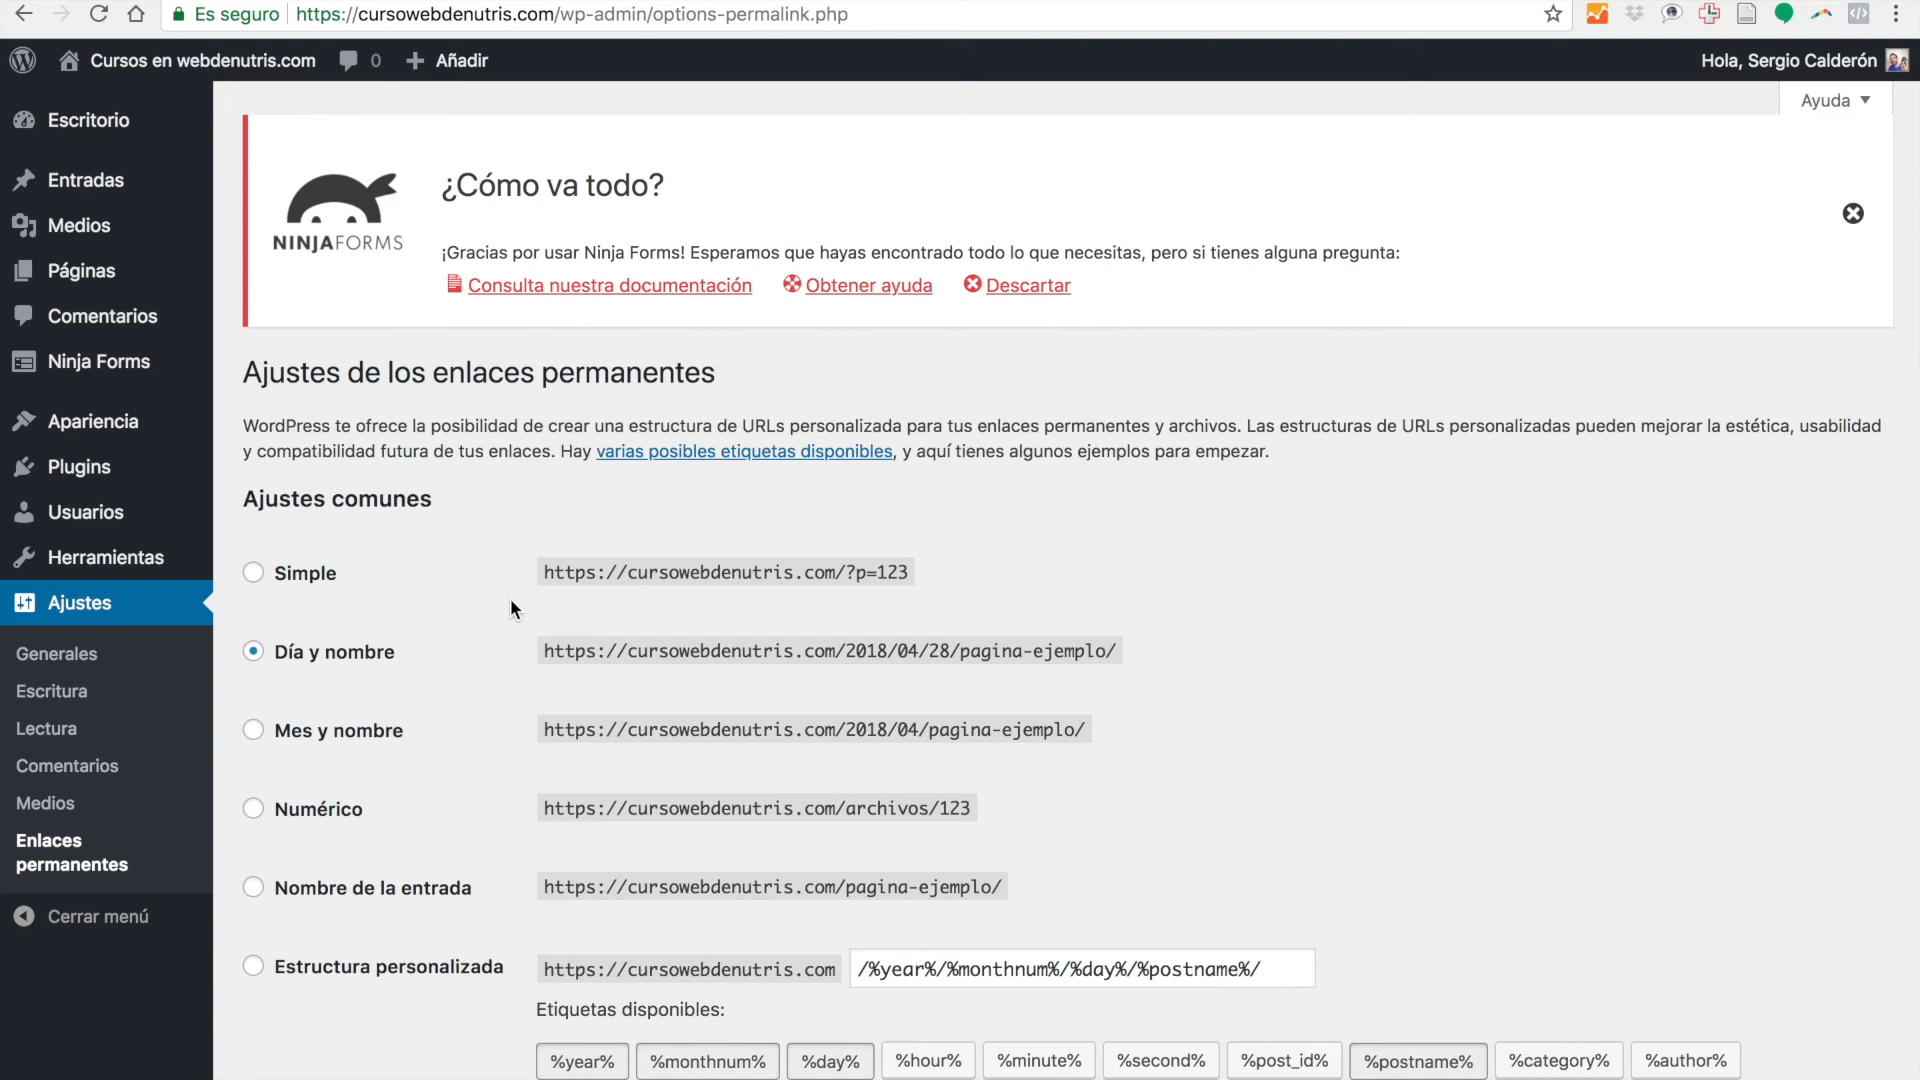 Es seguro
https://cursowebdenutris.com/wp-admin/options-permalink.php
Cursos en webdenutris.com
0
Añadir
Hola, Sergio Calderón
Ayuda
Escritorio
Entradas
Medios
Páginas
Comentarios
Ninja Forms
Apariencia
Plugins
Usuarios
Herramientas
Ajustes
Generales
Escritura
Lectura
Comentarios
Medios
Enlaces
permanentes
Cerrar menú
NINJAFORMS
¿Cómo va todo?
¡Gracias por usar Ninja Forms! Esperamos que hayas encontrado todo lo que necesitas, pero si tienes alguna pregunta:
Consulta nuestra documentación
Obtener ayuda
Descartar
Ajustes de los enlaces permanentes
WordPress te ofrece la posibilidad de crear una estructura de URLs personalizada para tus enlaces permanentes y archivos. Las estructuras de URLs personalizadas pueden mejorar la estética, usabilidad
y compatibilidad futura de tus enlaces. Hay varias posibles etiquetas disponibles, y aquí tienes algunos ejemplos para empezar.
Ajustes comunes
Simple
https://cursowebdenutris.com/?p=123
Día y nombre
https://cursowebdenutris.com/2018/04/28/pagina-ejemplo/
Mes y nombre
https://cursowebdenutris.com/2018/04/pagina-ejemplo/
Numérico
https://cursowebdenutris.com/archivos/123
Nombre de la entrada
https://cursowebdenutris.com/pagina-ejemplo/
Estructura personalizada
https://cursowebdenutris.com
/%year%/%monthnum%/%day%/%postname%/
Etiquetas disponibles:
%year%
%monthnum%
%day%
%hour%
%minute%
%second%
%post_id%
%postname%
%category%
%author%